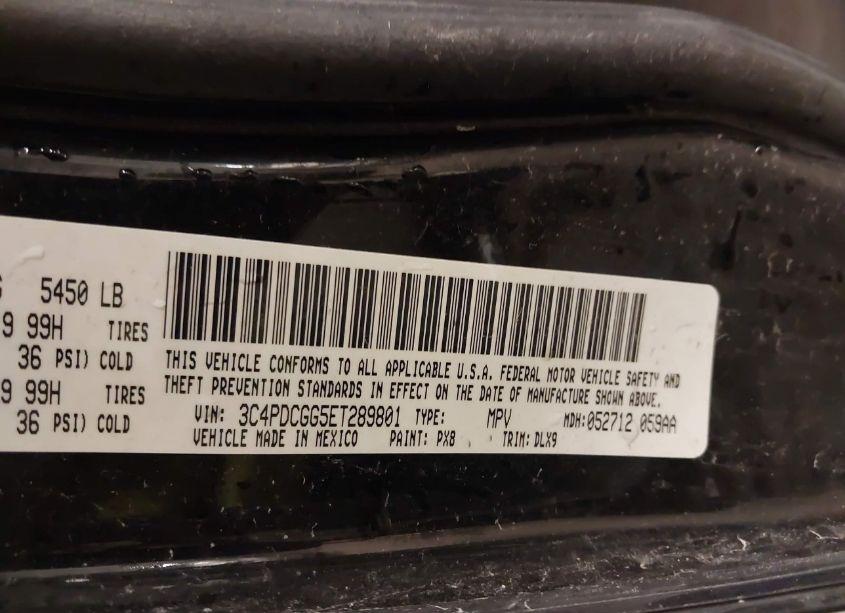 5450 LB
9 99H TIRES
36 PSI) COLD
9 99H TIRES
36 PSI) COLD
THIS VEHICLE CONFORMS TO ALL APPLICABLE U.S.A. FEDERAL MOTOR VEHICLE SAFETY AND
THEFT PREVENTION STANDARDS IN EFFECT ON THE DATE OF MANUFACTURE SHOWN ABOVE.
VIN: 3C4PDCGG5ET289801 TYPE: MPV MDH:052712 059AA
VEHICLE MADE IN MEXICO PAINT: PX8 TRIM: DLX9